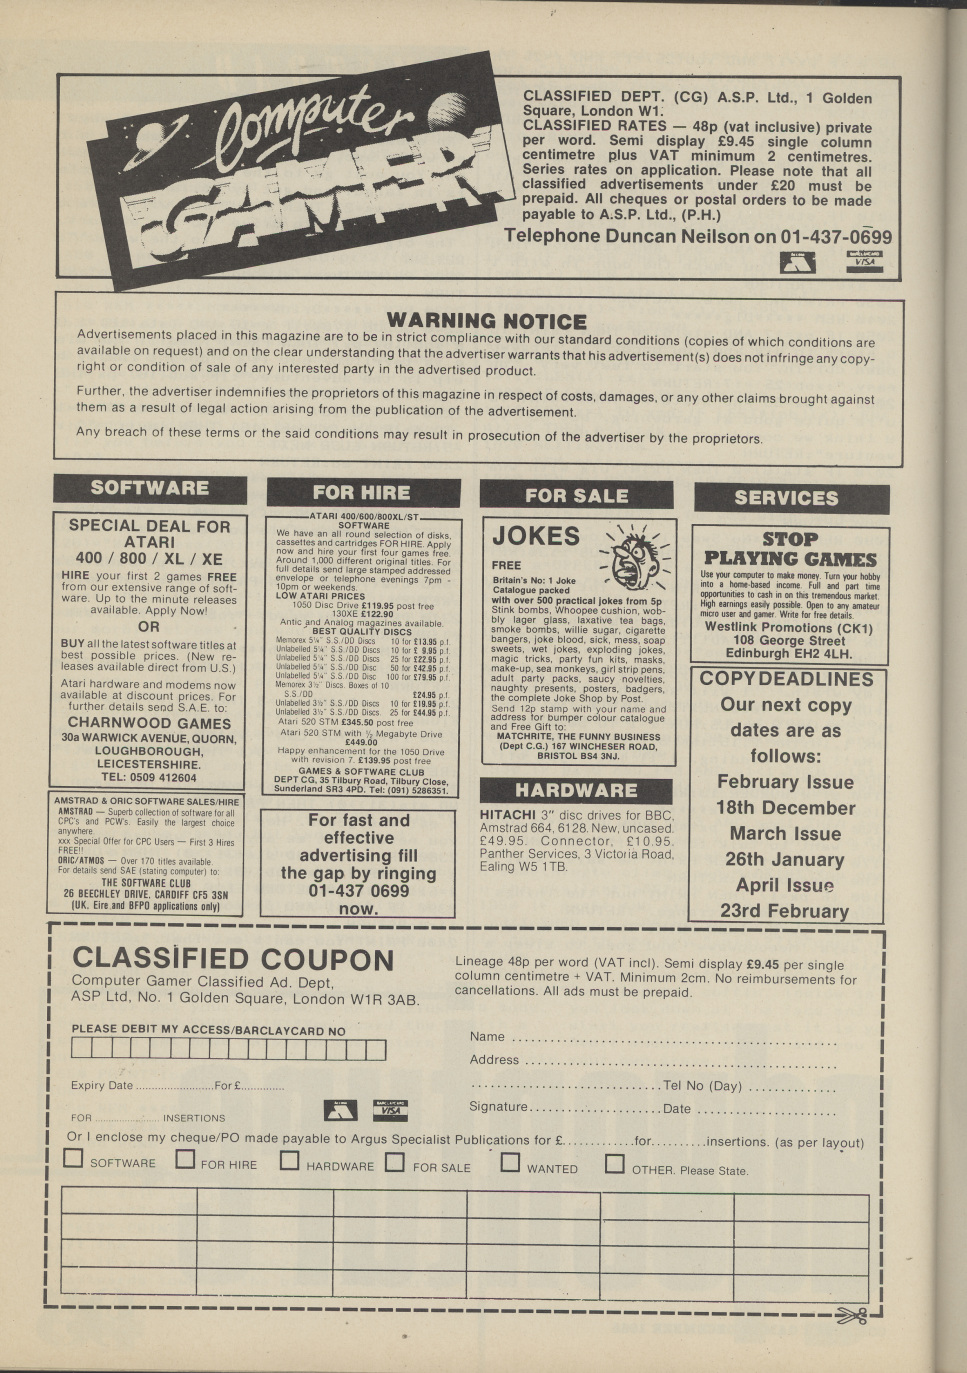 Computer
GAMER
CLASSIFIED DEPT. (CG) A.S.P. Ltd., 1 Golden
Square, London W1.
CLASSIFIED RATES — 48p (vat inclusive) private
per word. Semi display £9.45 single column
centimetre plus VAT minimum 2 centimetres.
Series rates on application. Please note that all
classified advertisements under £20 must be
prepaid. All cheques or postal orders to be made
payable to A.S.P. Ltd., (P.H.)
Telephone Duncan Neilson on 01-437-0699
VISA
WARNING NOTICE
Advertisements placed in this magazine are to be in strict compliance with our standard conditions (copies of which conditions are
available on request) and on the clear understanding that the advertiser warrants that his advertisement(s) does not infringe any copy-
right or condition of sale of any interested party in the advertised product.
Further, the advertiser indemnifies the proprietors of this magazine in respect of costs, damages, or any other claims brought against
them as a result of legal action arising from the publication of the advertisement.
Any breach of these terms or the said conditions may result in prosecution of the advertiser by the proprietors.
SOFTWARE
SPECIAL DEAL FOR
ATARI
400 / 800 / XL / XE
HIRE your first 2 games FREE
from our extensive range of soft-
ware. Up to the minute releases
available. Apply Now!
OR
BUY all the latest software titles at
best possible prices. (New re-
leases available direct from U.S.)
Atari hardware and modems now
available at discount prices. For
further details send S.A.E. to:
CHARNWOOD GAMES
30a WARWICK AVENUE, QUORN,
LOUGHBOROUGH,
LEICESTERSHIRE.
TEL: 0509 412604
AMSTRAD & ORIC SOFTWARE SALES/HIRE
AMSTRAD — Superb collection of software for all
CPC's and PCW's. Easily the largest choice
anywhere.
xxx Special Offer for CPC Users — First 3 Hires
FREE!!
ORIC/ATMOS — Over 170 titles available.
For details send SAE (stating computer) to:
THE SOFTWARE CLUB
26 BEECHLEY DRIVE, CARDIFF CF5 3SN
(UK, Eire and BFPO applications only)
FOR HIRE
ATARI 400/600/800XL/ST
SOFTWARE
We have an all round selection of disks,
cassettes and cartridges FOR HIRE. Apply
now and hire your first four games free.
Around 1,000 different original titles. For
full details send large stamped addressed
envelope or telephone evenings 7pm -
10pm or weekends.
LOW ATARI PRICES
1050 Disc Drive £119.95 post free
130XE £122.90
Antic and Analog magazines available.
BEST QUALITY DISCS
Memorex 5¼" S.S./DD Discs 10 for £13.95 p.f.
Unlabelled 5¼" S.S./DD Discs 10 for £ 9.95 p.f.
Unlabelled 5¼" S.S./DD Discs 25 for £22.95 p.f.
Unlabelled 5¼" S.S./DD Disc 50 for £42.95 p.f.
Unlabelled 5¼" S.S./DD Disc 100 for £79.95 p.f.
Memorex 3½" Discs. Boxes of 10
S.S./DD £24.95 p.f.
Unlabelled 3½" S.S./DD Discs 10 for £19.95 p.f.
Unlabelled 3½" S.S./DD Discs. 25 for £44.95 p.f.
Atari 520 STM £345.50 post free
Atari 520 STM with ½ Megabyte Drive
£449.00
Happy enhancement for the 1050 Drive
with revision 7. £139.95 post free
GAMES & SOFTWARE CLUB
DEPT CG, 35 Tilbury Road, Tilbury Close,
Sunderland SR3 4PD. Tel: (091) 5286351.
For fast and
effective
advertising fill
the gap by ringing
01-437 0699
now.
FOR SALE
JOKES
FREE
Britain's No: 1 Joke
Catalogue packed
with over 500 practical jokes from 5p
Stink bombs, Whoopee cushion, wob-
bly lager glass, laxative tea bags,
smoke bombs, willie sugar, cigarette
bangers, joke blood, sick, mess, soap
sweets, wet jokes, exploding jokes,
magic tricks, party fun kits, masks,
make-up, sea monkeys, girl strip pens,
adult party packs, saucy novelties,
naughty presents, posters, badgers,
the complete Joke Shop by Post.
Send 12p stamp with your name and
address for bumper colour catalogue
and Free Gift to:
MATCHRITE, THE FUNNY BUSINESS
(Dept C.G.) 167 WINCHESER ROAD,
BRISTOL BS4 3NJ.
HARDWARE
HITACHI 3" disc drives for BBC,
Amstrad 664, 6128. New, uncased.
£49.95. Connector, £10.95.
Panther Services, 3 Victoria Road,
Ealing W5 1TB.
SERVICES
STOP
PLAYING GAMES
Use your computer to make money. Turn your hobby
into a home-based income. Full and part time
opportunities to cash in on this tremendous market.
High earnings easily possible. Open to any amateur
micro user and gamer. Write for free details.
Westlink Promotions (CK1)
108 George Street
Edinburgh EH2 4LH.
COPY DEADLINES
Our next copy
dates are as
follows:
February Issue
18th December
March Issue
26th January
April Issue
23rd February
CLASSIFIED COUPON
Computer Gamer Classified Ad. Dept,
ASP Ltd, No. 1 Golden Square, London W1R 3AB.
Lineage 48p per word (VAT incl). Semi display £9.45 per single
column centimetre + VAT. Minimum 2cm. No reimbursements for
cancellations. All ads must be prepaid.
PLEASE DEBIT MY ACCESS/BARCLAYCARD NO
Expiry Date ........................For £.............
FOR ..................... INSERTIONS
BARCLAYCARD
VISA
Name ..................................................
Address ................................................
.............................Tel No (Day) ..............
Signature....................Date .....................
Or I enclose my cheque/PO made payable to Argus Specialist Publications for £.............for..........insertions. (as per layout)
SOFTWARE FOR HIRE HARDWARE FOR SALE WANTED OTHER. Please State.